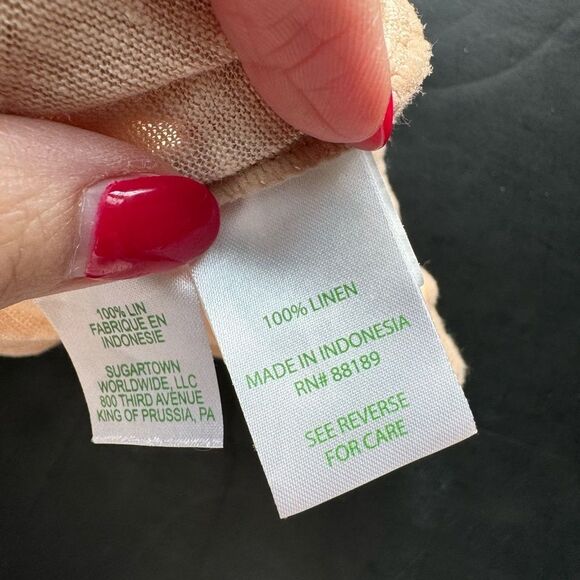 100% LIN
FABRIQUE EN
INDONESIE
SUGARTOWN
WORLDWIDE, LLC
800 THIRD AVENUE
KING OF PRUSSIA, PA
100% LINEN
MADE IN INDONESIA
RN# 88189
SEE REVERSE
FOR CARE